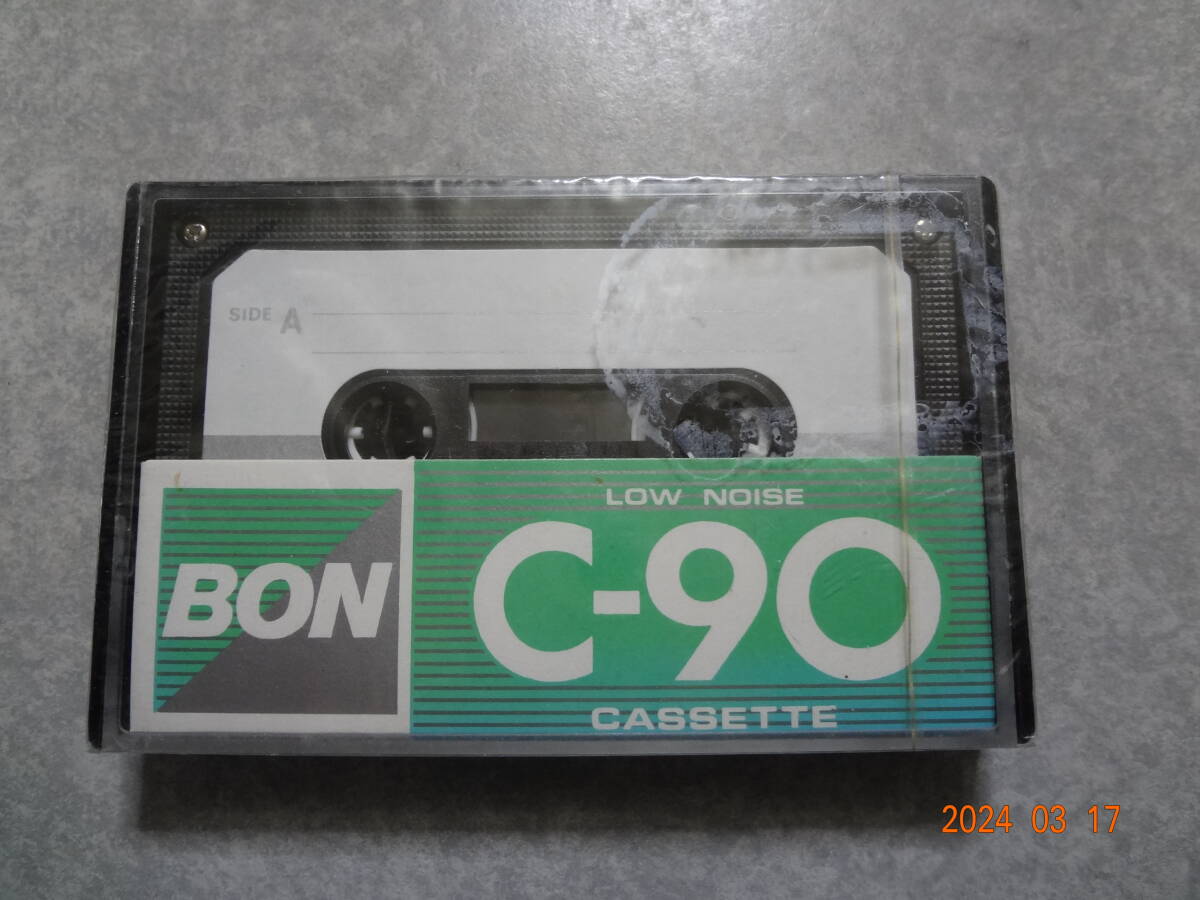 SIDE A
BON
LOW NOISE
C-90
CASSETTE
2024 03 17